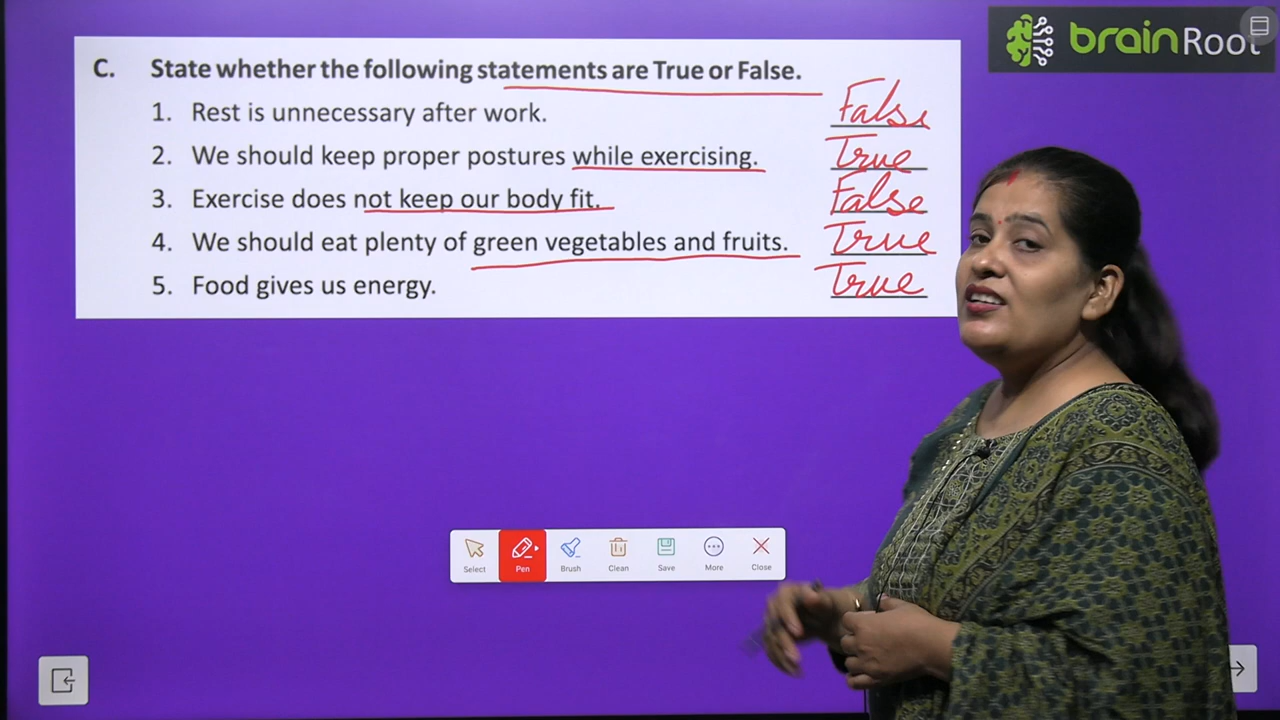 brainRoot
C. State whether the following statements are True or False.
1. Rest is unnecessary after work. False
2. We should keep proper postures while exercising. True
3. Exercise does not keep our body fit. False
4. We should eat plenty of green vegetables and fruits. True
5. Food gives us energy. True
Select Pen Brush Clean Save More Close